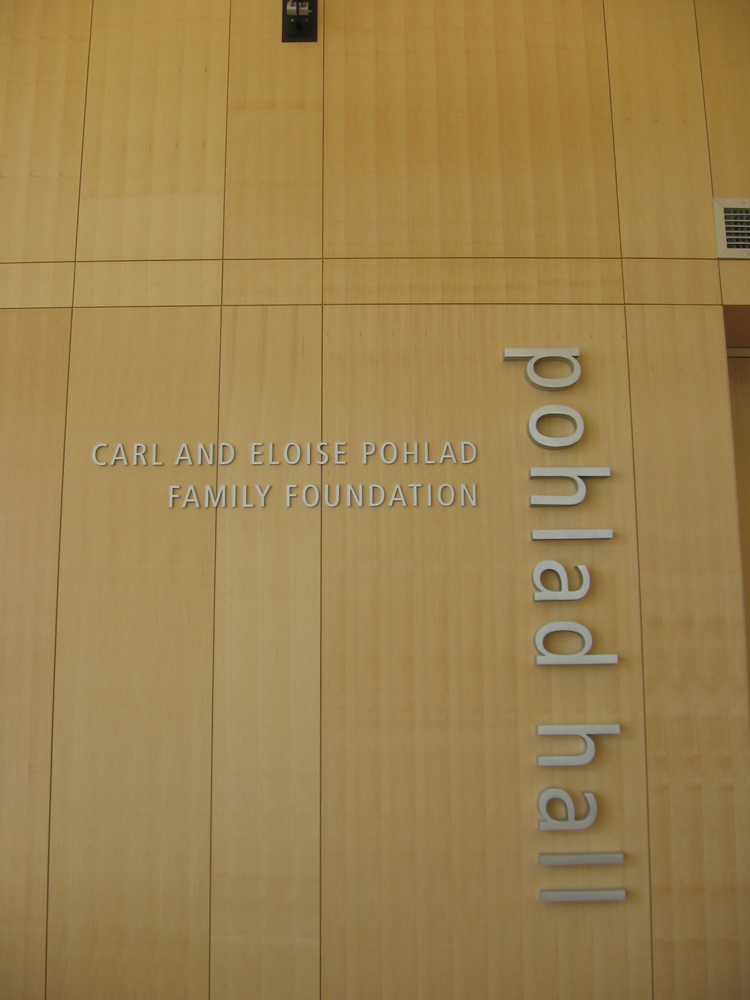 CARL AND ELOISE POHLAD
FAMILY FOUNDATION
pohlad hall